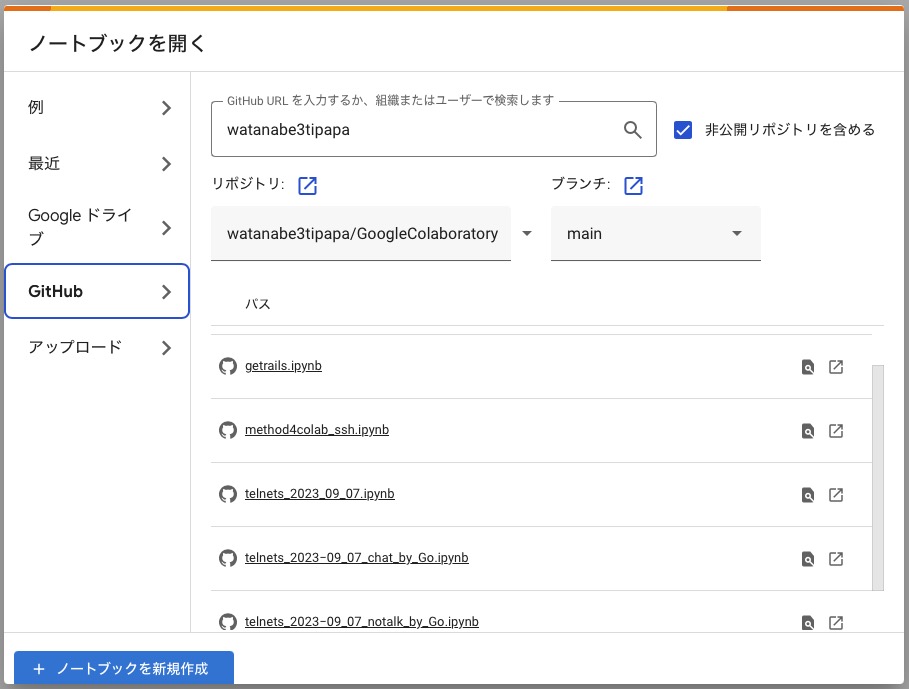 ノートブックを開く
例
最近
Google ドライ
ブ
GitHub
アップロード
GitHub URL を入力するか、組織またはユーザーで検索します
watanabe3tipapa
非公開リポジトリを含める
リポジトリ:
ブランチ:
watanabe3tipapa/GoogleColaboratory
main
パス
getrails.ipynb
method4colab_ssh.ipynb
telnets_2023_09_07.ipynb
telnets_2023−09_07_chat_by_Go.ipynb
telnets_2023−09_07_notalk_by_Go.ipynb
+ ノートブックを新規作成